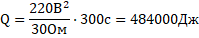 Q = 220В²/30Ом · 300с = 484000Дж